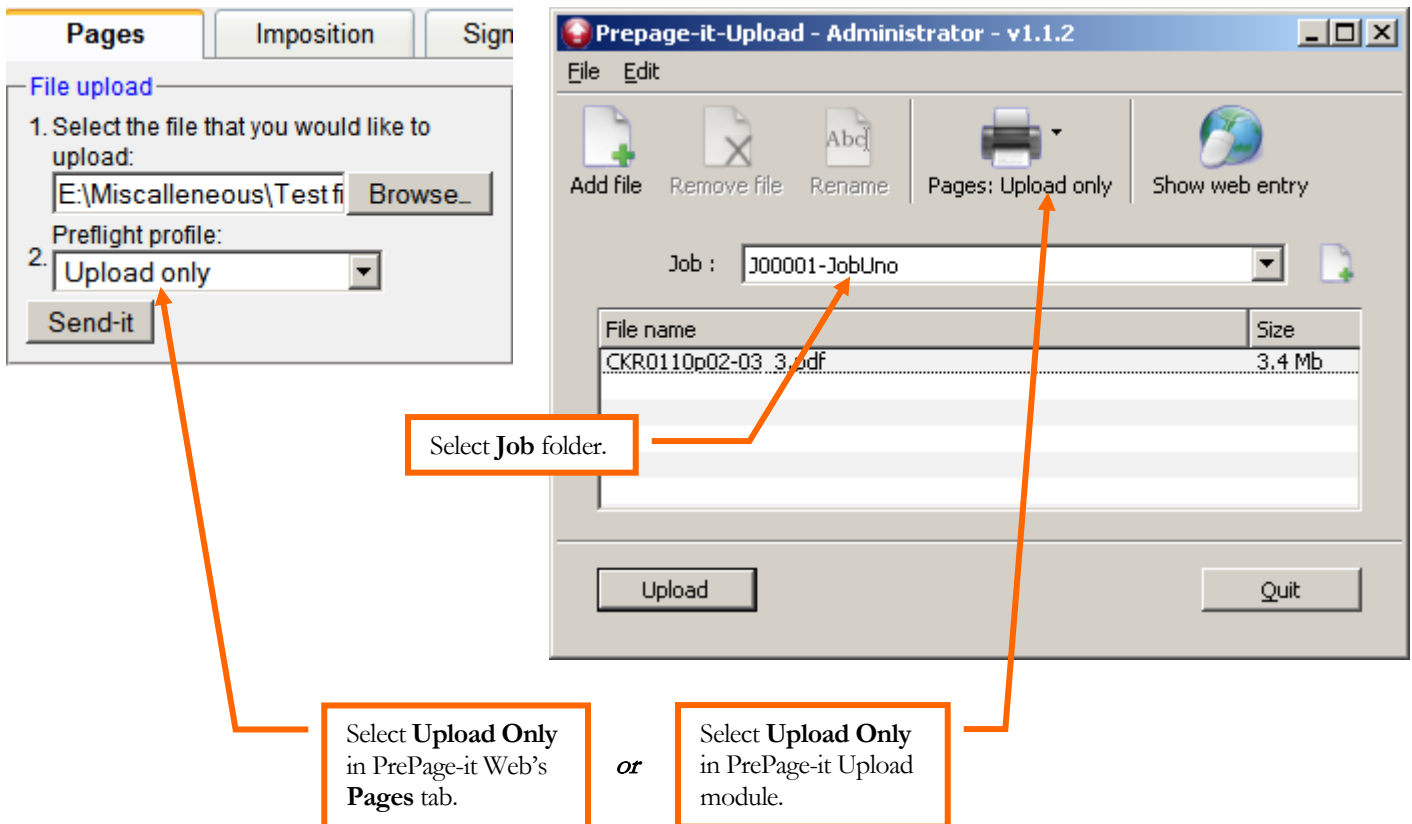 Pages
Imposition
Sign
File upload
1. Select the file that you would like to
upload:
E:\Miscalleneous\Test fi
Browse...
2. Preflight profile:
Upload only
Send-it
Prepage-it-Upload - Administrator - v1.1.2
File Edit
Add file
Remove file
Abc
Rename
Pages: Upload only
Show web entry
Job :
J00001-JobUno
File name
Size
CKR0110p02-03_3.pdf
3.4 Mb
Select Job folder.
Upload
Quit
Select Upload Only
in PrePage-it Web’s
Pages tab.
or
Select Upload Only
in PrePage-it Upload
module.